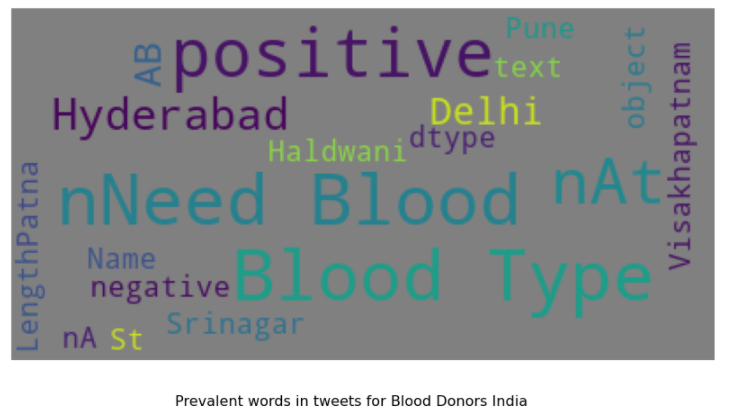 Pune
AB
positive
text
object
Visakhapatnam
Hyderabad
Delhi
dtype
Haldwani
nNeed Blood
nAt
LengthPatna
Name
negative
Blood Type
Srinagar
nA
St
Prevalent words in tweets for Blood Donors India